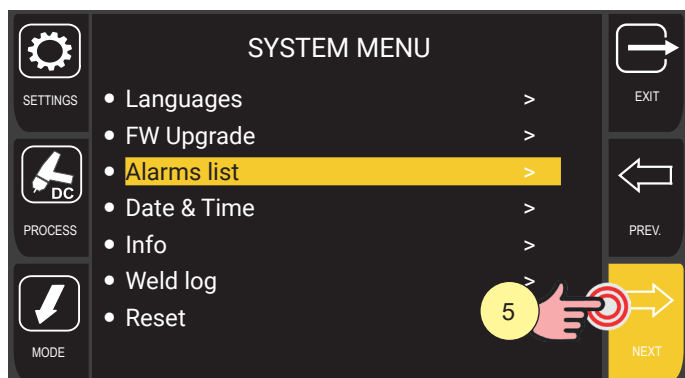 SYSTEM MENU
SETTINGS
EXIT
• Languages >
• FW Upgrade >
• Alarms list >
• Date & Time >
• Info >
• Weld log >
• Reset
DC
PROCESS
PREV.
MODE
5
NEXT